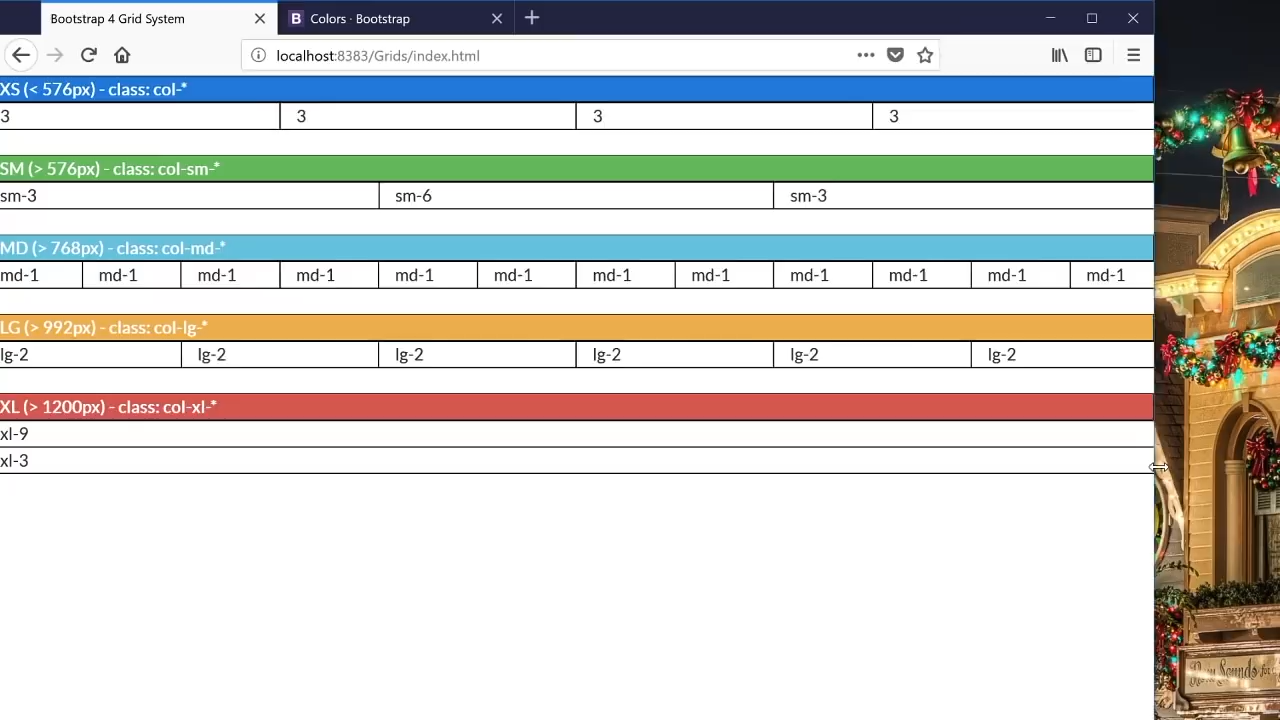 Bootstrap 4 Grid System
B Colors · Bootstrap
localhost:8383/Grids/index.html
XS (< 576px) - class: col-*
3 3 3 3
SM (> 576px) - class: col-sm-*
sm-3 sm-6 sm-3
MD (> 768px) - class: col-md-*
md-1 md-1 md-1 md-1 md-1 md-1 md-1 md-1 md-1 md-1 md-1 md-1
LG (> 992px) - class: col-lg-*
lg-2 lg-2 lg-2 lg-2 lg-2 lg-2
XL (> 1200px) - class: col-xl-*
xl-9
xl-3